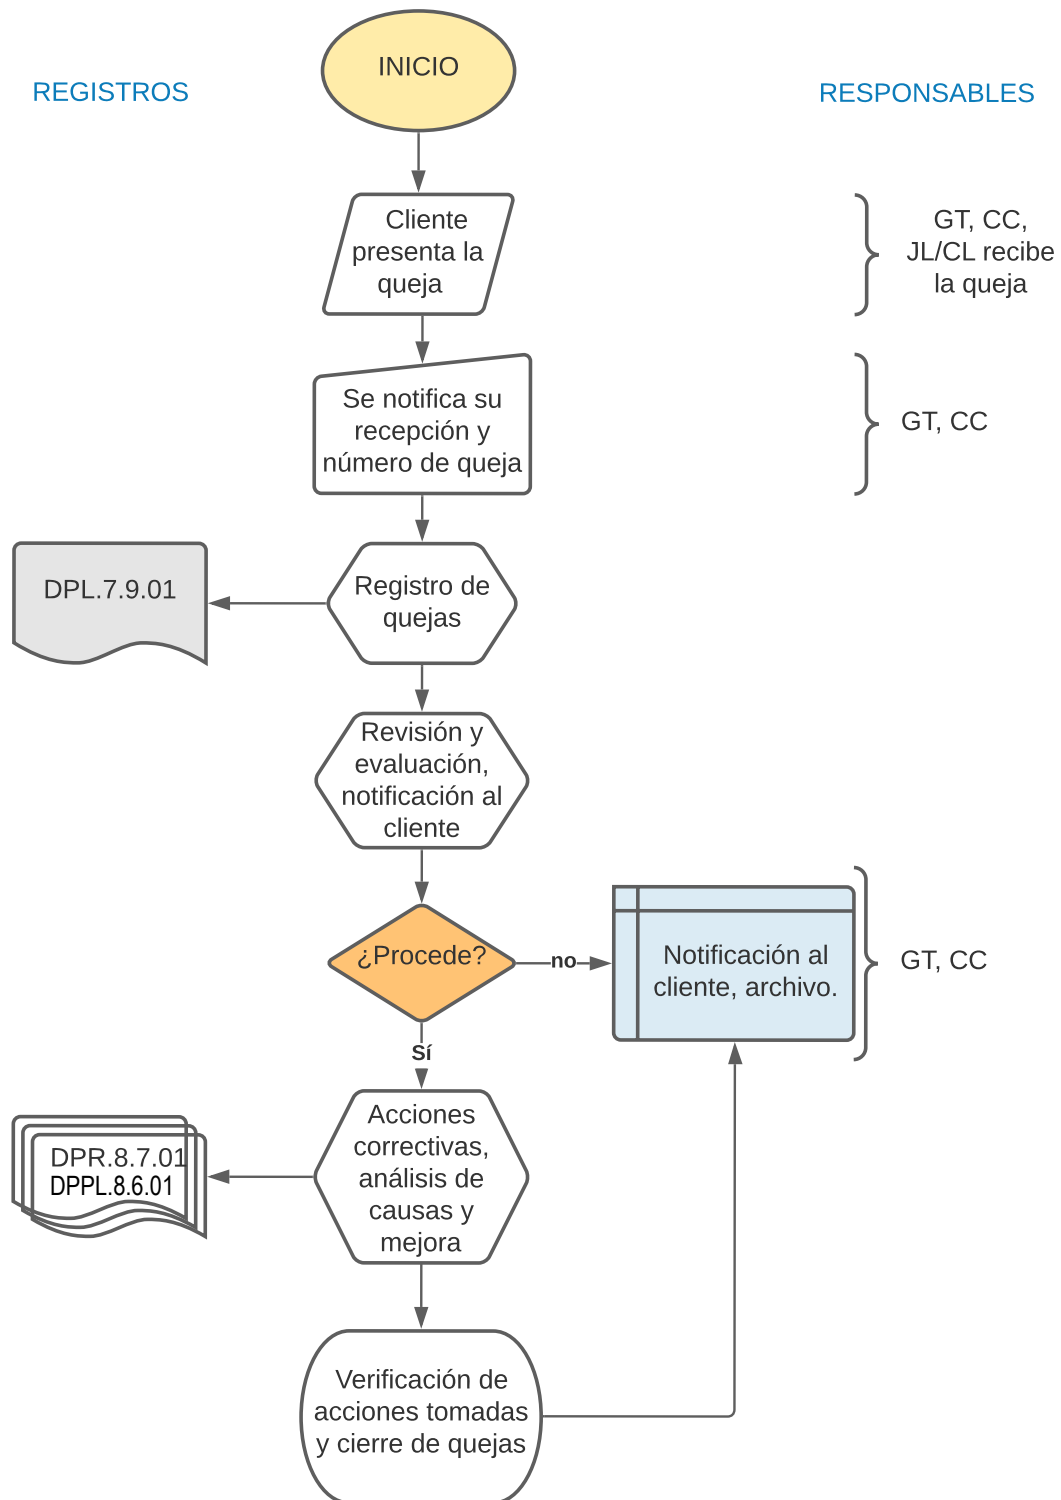 INICIO
REGISTROS
RESPONSABLES
Cliente
presenta la
queja
GT, CC,
JL/CL recibe
la queja
Se notifica su
recepción y
número de queja
GT, CC
DPL.7.9.01
Registro de
quejas
Revisión y
evaluación,
notificación al
cliente
¿Procede?
no
Notificación al
cliente, archivo.
GT, CC
Sí
Acciones
correctivas,
análisis de
causas y
mejora
DPR.8.7.01
DPPL.8.6.01
Verificación de
acciones tomadas
y cierre de quejas